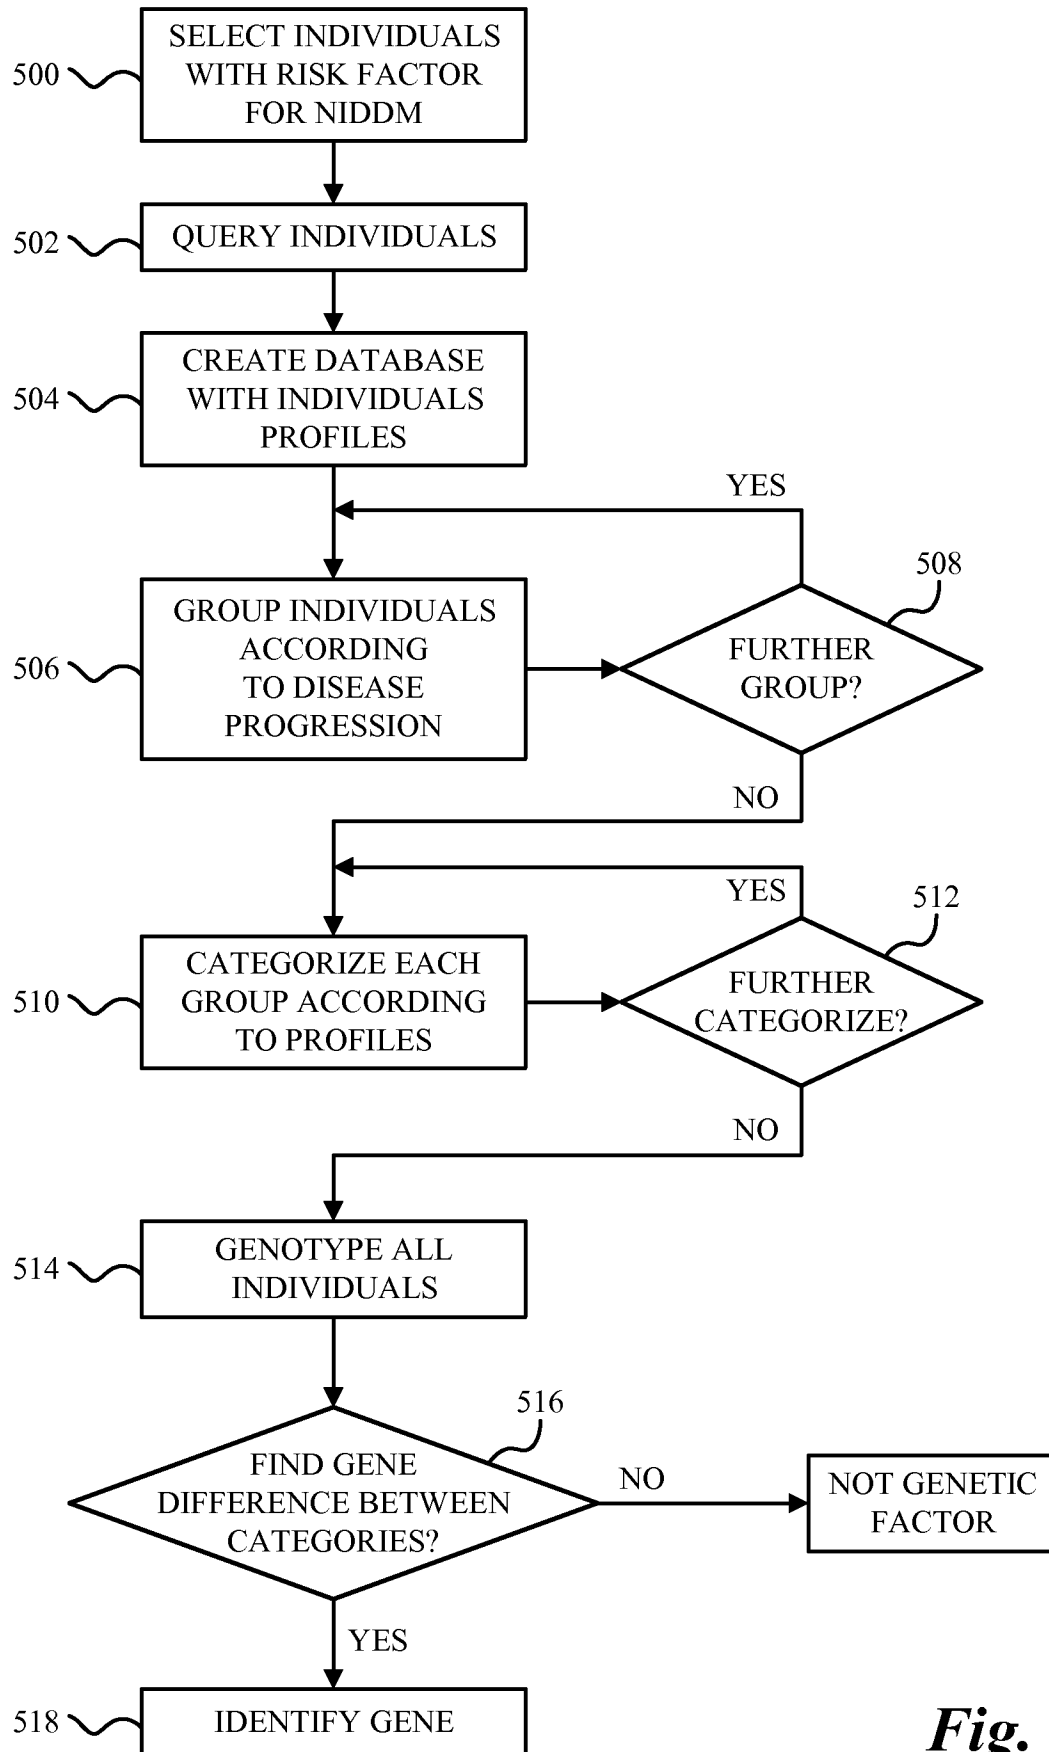 SELECT INDIVIDUALS
WITH RISK FACTOR
FOR NIDDM
500
QUERY INDIVIDUALS
502
CREATE DATABASE
WITH INDIVIDUALS
PROFILES
504
YES
508
GROUP INDIVIDUALS
ACCORDING
TO DISEASE
PROGRESSION
506
FURTHER
GROUP?
NO
YES
512
CATEGORIZE EACH
GROUP ACCORDING
TO PROFILES
510
FURTHER
CATEGORIZE?
NO
GENOTYPE ALL
INDIVIDUALS
514
516
FIND GENE
DIFFERENCE BETWEEN
CATEGORIES?
NO
NOT GENETIC
FACTOR
YES
518
IDENTIFY GENE
Fig.